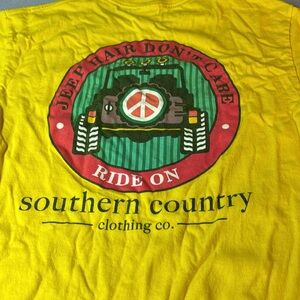 JEEP HAIR DON'T CARE
RIDE ON
southern country
clothing co.